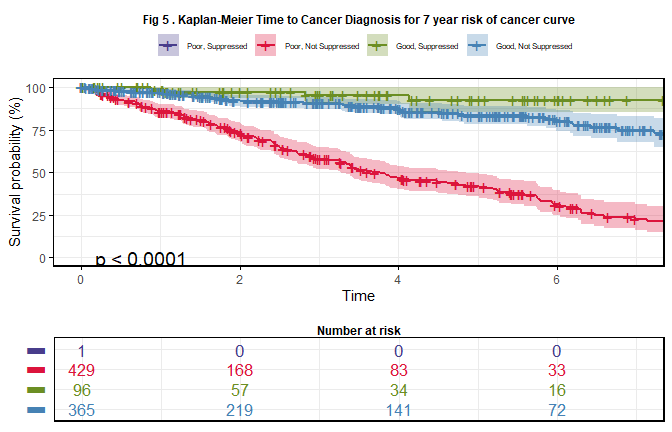 Fig 5 . Kaplan-Meier Time to Cancer Diagnosis for 7 year risk of cancer curve
Poor, Suppressed Poor, Not Suppressed Good, Suppressed Good, Not Suppressed
Survival probability (%)
100
75
50
25
0
p < 0.0001
0 2 4 6
Time
Number at risk
1 0 0 0
429 168 83 33
96 57 34 16
365 219 141 72